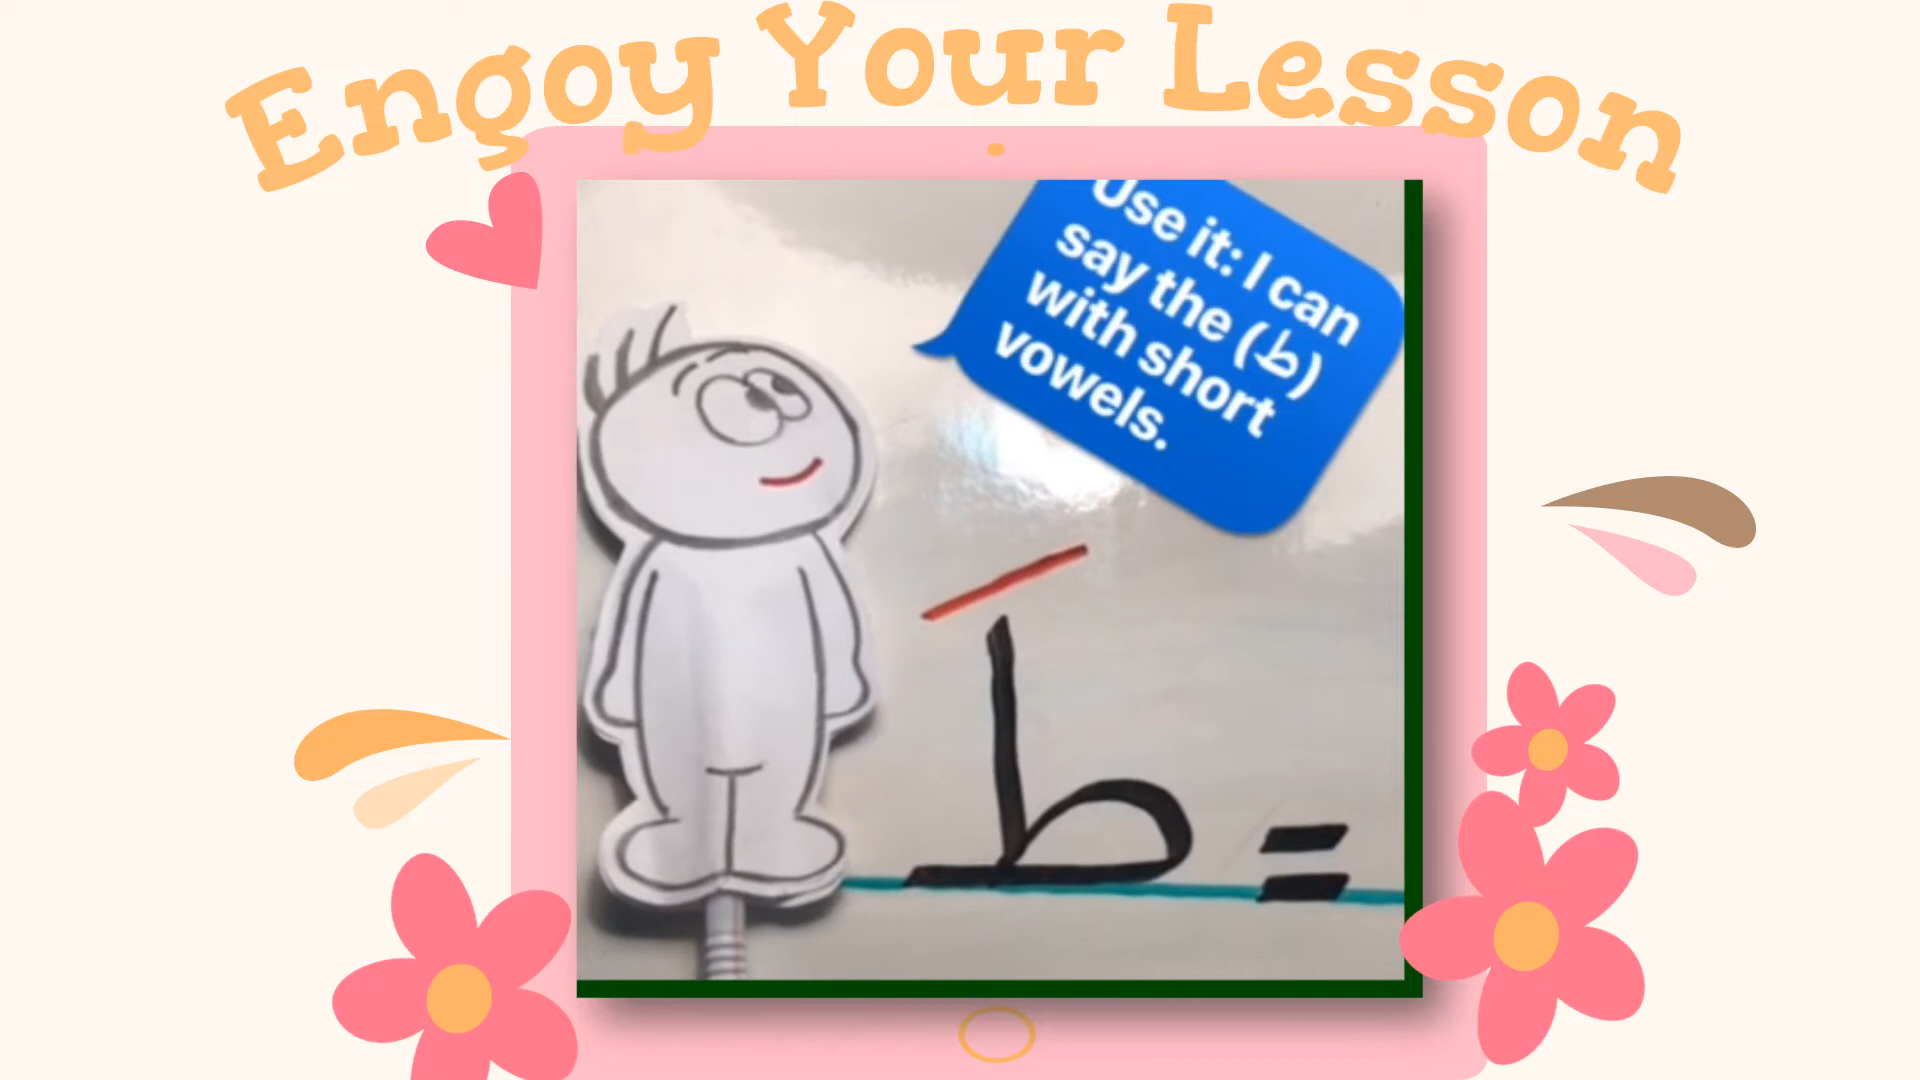 Engoy Your Lesson
Use it: I can
say the (ط)
with short
vowels.
طَ =